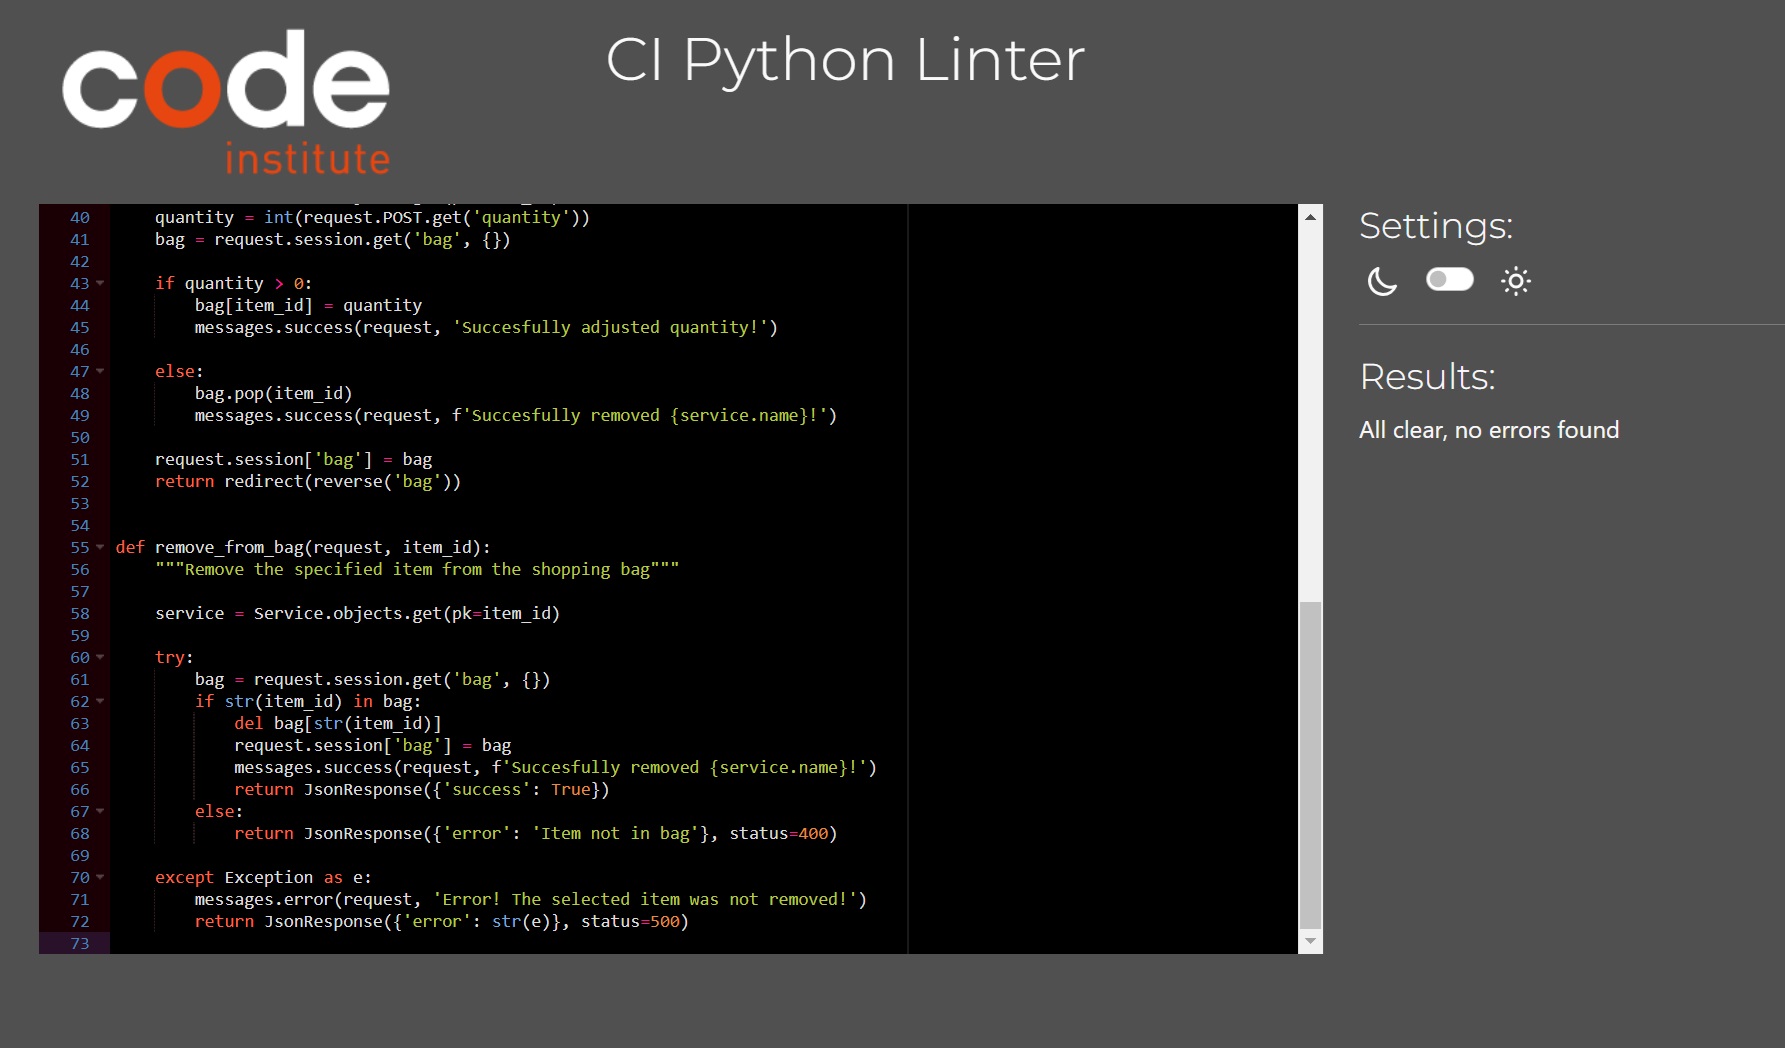 code
institute
CI Python Linter
40 quantity = int(request.POST.get('quantity'))
41 bag = request.session.get('bag', {})
42
43 if quantity > 0:
44 bag[item_id] = quantity
45 messages.success(request, 'Succesfully adjusted quantity!')
46
47 else:
48 bag.pop(item_id)
49 messages.success(request, f'Succesfully removed {service.name}!')
50
51 request.session['bag'] = bag
52 return redirect(reverse('bag'))
53
54
55 def remove_from_bag(request, item_id):
56 """Remove the specified item from the shopping bag"""
57
58 service = Service.objects.get(pk=item_id)
59
60 try:
61 bag = request.session.get('bag', {})
62 if str(item_id) in bag:
63 del bag[str(item_id)]
64 request.session['bag'] = bag
65 messages.success(request, f'Succesfully removed {service.name}!')
66 return JsonResponse({'success': True})
67 else:
68 return JsonResponse({'error': 'Item not in bag'}, status=400)
69
70 except Exception as e:
71 messages.error(request, 'Error! The selected item was not removed!')
72 return JsonResponse({'error': str(e)}, status=500)
73
Settings:
Results:
All clear, no errors found